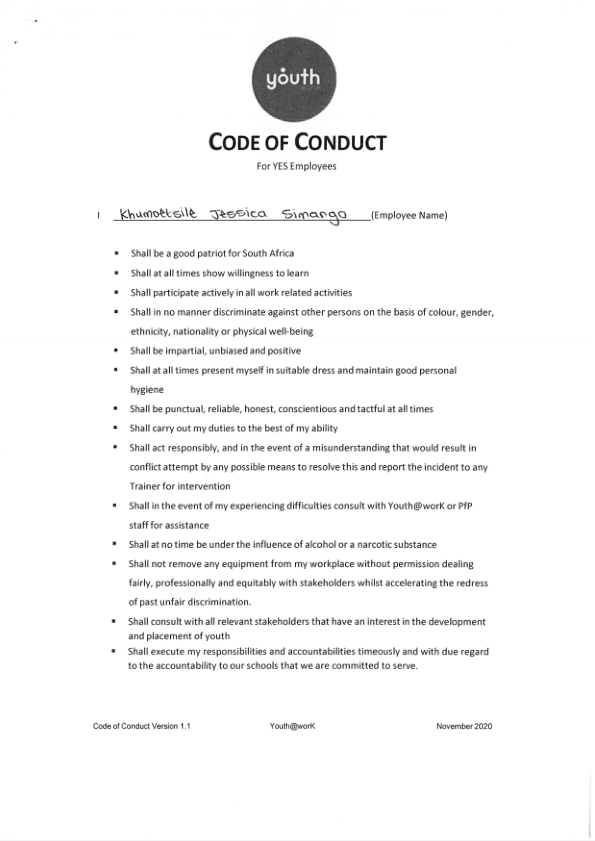 youth
CODE OF CONDUCT
For YES Employees
I Khumoetsile Jessica Simango (Employee Name)
▪ Shall be a good patriot for South Africa
▪ Shall at all times show willingness to learn
▪ Shall participate actively in all work related activities
▪ Shall in no manner discriminate against other persons on the basis of colour, gender,
ethnicity, nationality or physical well-being
▪ Shall be impartial, unbiased and positive
▪ Shall at all times present myself in suitable dress and maintain good personal
hygiene
▪ Shall be punctual, reliable, honest, conscientious and tactful at all times
▪ Shall carry out my duties to the best of my ability
▪ Shall act responsibly, and in the event of a misunderstanding that would result in
conflict attempt by any possible means to resolve this and report the incident to any
Trainer for intervention
▪ Shall in the event of my experiencing difficulties consult with Youth@worK or PfP
staff for assistance
▪ Shall at no time be under the influence of alcohol or a narcotic substance
▪ Shall not remove any equipment from my workplace without permission dealing
fairly, professionally and equitably with stakeholders whilst accelerating the redress
of past unfair discrimination.
▪ Shall consult with all relevant stakeholders that have an interest in the development
and placement of youth
▪ Shall execute my responsibilities and accountabilities timeously and with due regard
to the accountability to our schools that we are committed to serve.
Code of Conduct Version 1.1 Youth@worK November 2020